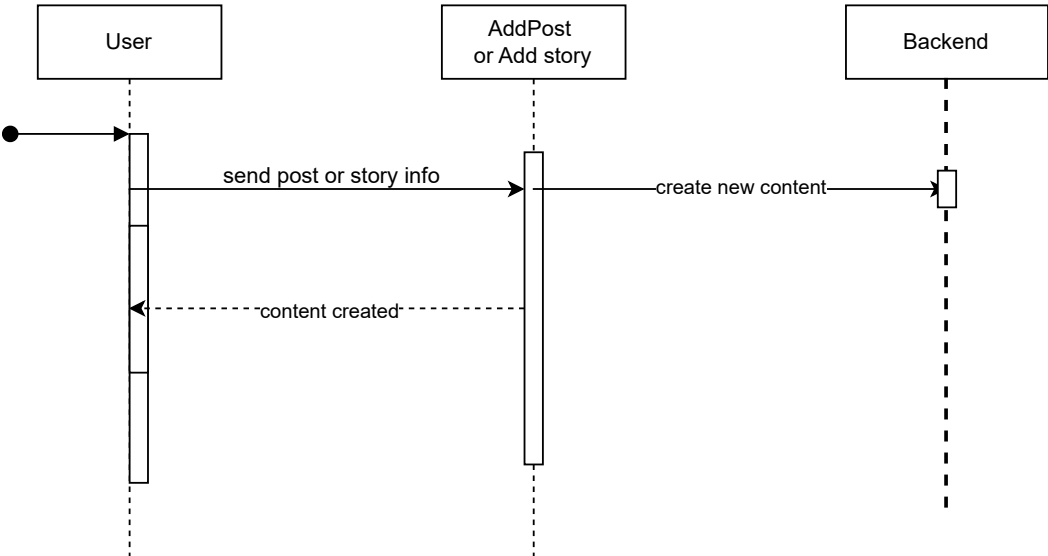 User
AddPost
or Add story
Backend
send post or story info
create new content
content created